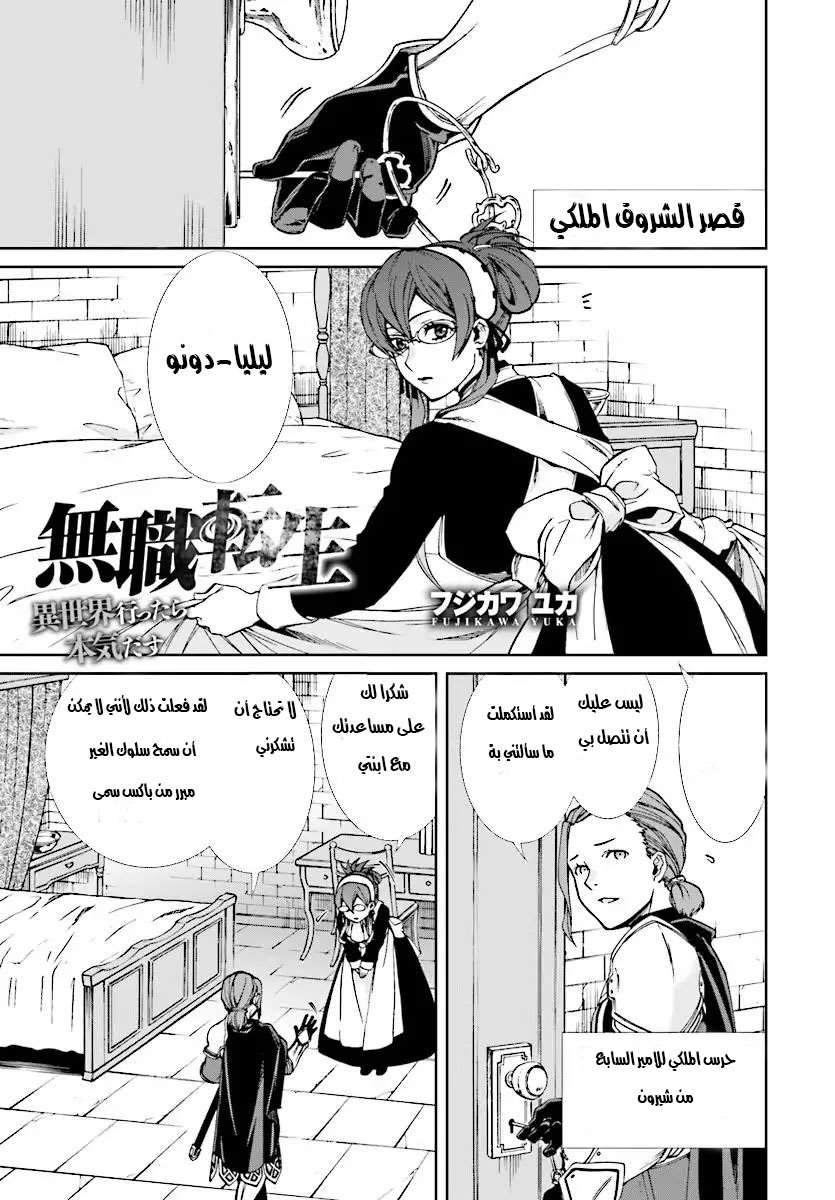 قصر الشروق الملكي
ليليا-دونو
無職転生
異世界行ったら
本気だす
フジカワ ユカ
FUJIKAWA YUKA
ليس عليك
أن تتصل بي
لقد أستكملت
ما سألتني بة
حرس الملكي للامير السابع
من شيرون
شكرا لك
على مساعدتك
مع ابنتي
لا تحتاج أن
تشكرني
لقد فعلت ذلك لأنني لا يمكن
أن سمح سلوك الغير
مبرر من باكس سمى